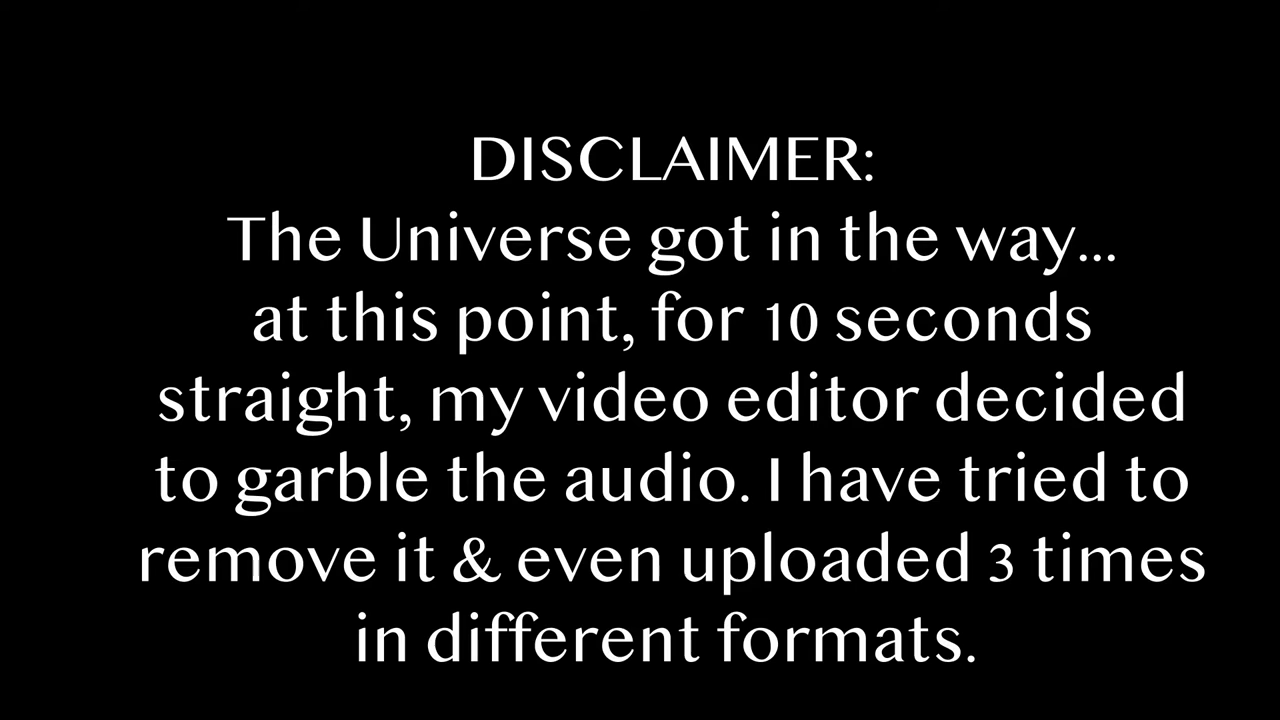 DISCLAIMER:
The Universe got in the way...
at this point, for 10 seconds
straight, my video editor decided
to garble the audio. I have tried to
remove it & even uploaded 3 times
in different formats.